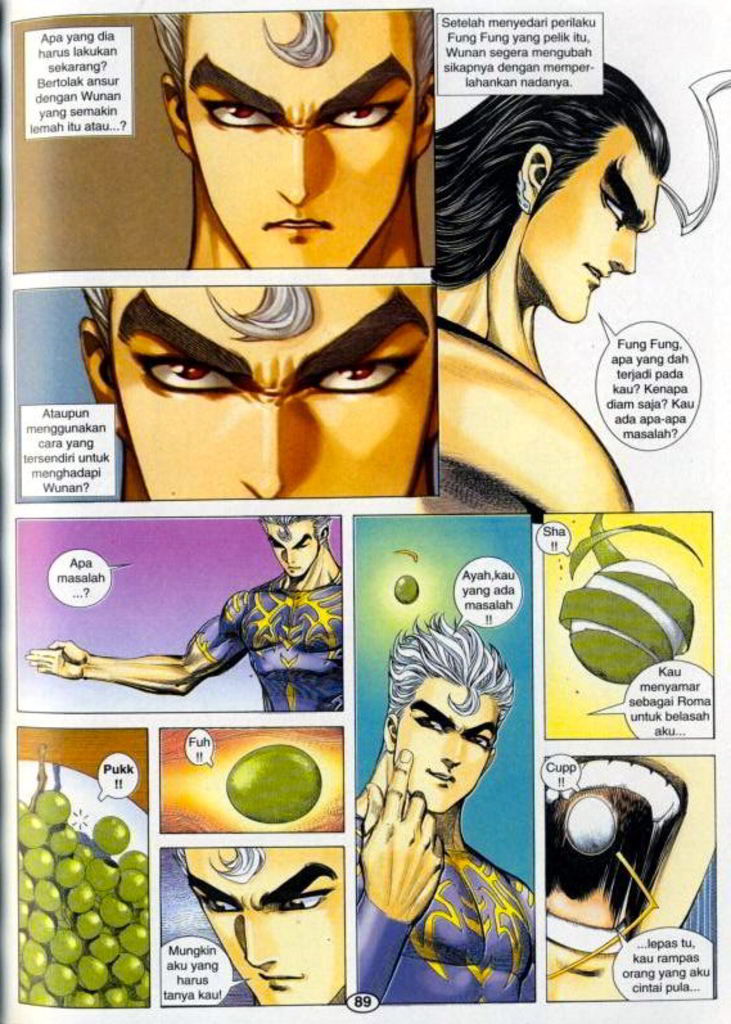 Apa yang dia
harus lakukan
sekarang?
Bertolak ansur
dengan Wunan
yang semakin
lemah itu atau...?
Setelah menyedari perilaku
Fung Fung yang pelik itu,
Wunan segera mengubah
sikapnya dengan memper-
lahankan nadanya.
Fung Fung,
apa yang dah
terjadi pada
kau? Kenapa
diam saja? Kau
ada apa-apa
masalah?
Ataupun
menggunakan
cara yang
tersendiri untuk
menghadapi
Wunan?
Apa
masalah
...?
Ayah,kau
yang ada
masalah
!!
Sha
!!
Kau
menyamar
sebagai Roma
untuk belasah
aku...
Pukk
!!
Fuh
!!
Mungkin
aku yang harus
tanya kau!
Cupp
!!
...lepas tu,
kau rampas
orang yang aku
cintai pula...
89